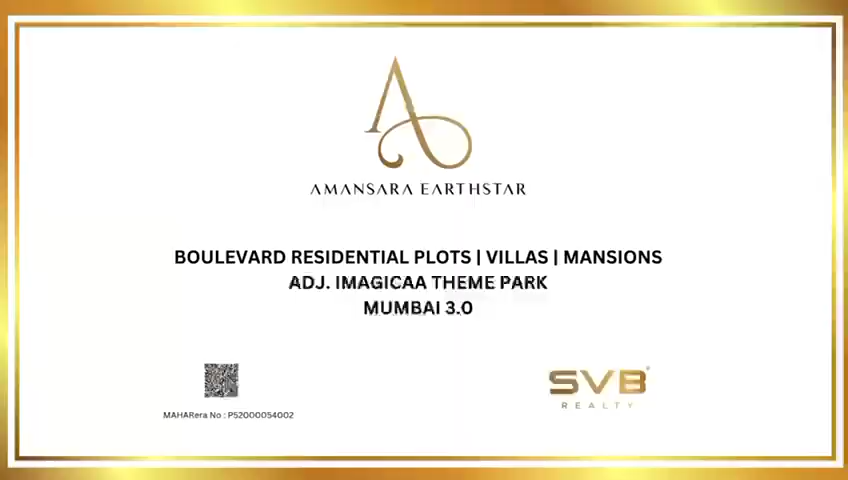 AMANSARA EARTHSTAR
BOULEVARD RESIDENTIAL PLOTS | VILLAS | MANSIONS
ADJ. IMAGICAA THEME PARK
MUMBAI 3.0
MAHARera No : P52000054002
SVB
REALTY